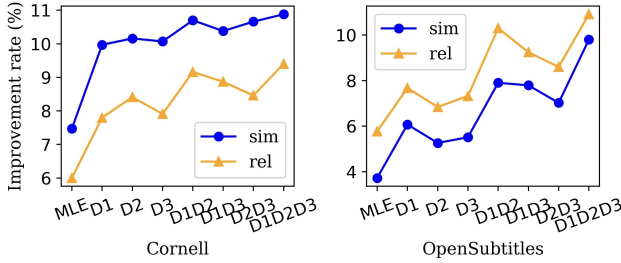 Improvement rate (%)
11
10
9
8
7
6
sim
rel
MLE D1 D2 D3 D1D2 D1D3 D2D3 D1D2D3
Cornell
10
8
6
4
sim
rel
MLE D1 D2 D3 D1D2 D1D3 D2D3 D1D2D3
OpenSubtitles